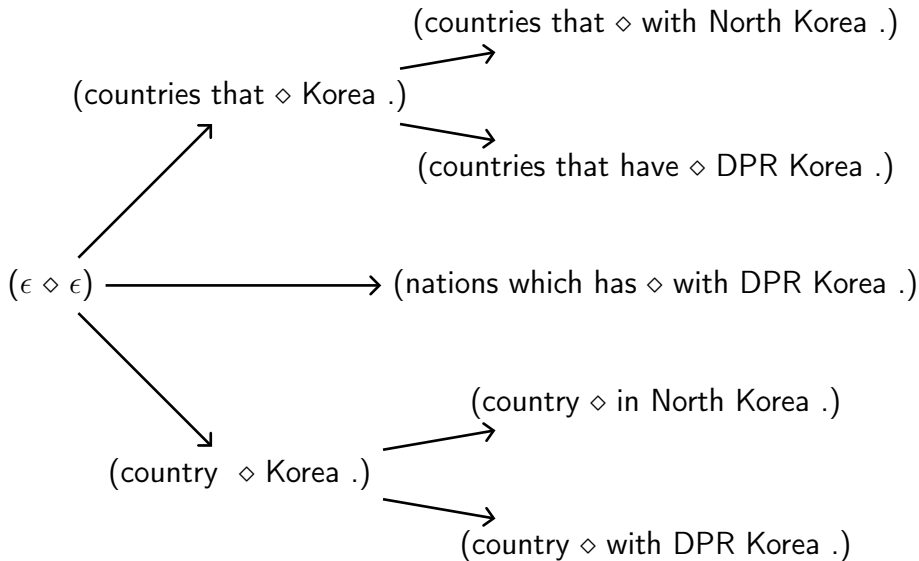 (countries that ⋄ with North Korea .)
(countries that ⋄ Korea .)
(countries that have ⋄ DPR Korea .)
(ϵ ⋄ ϵ)
(nations which has ⋄ with DPR Korea .)
(country ⋄ in North Korea .)
(country ⋄ Korea .)
(country ⋄ with DPR Korea .)